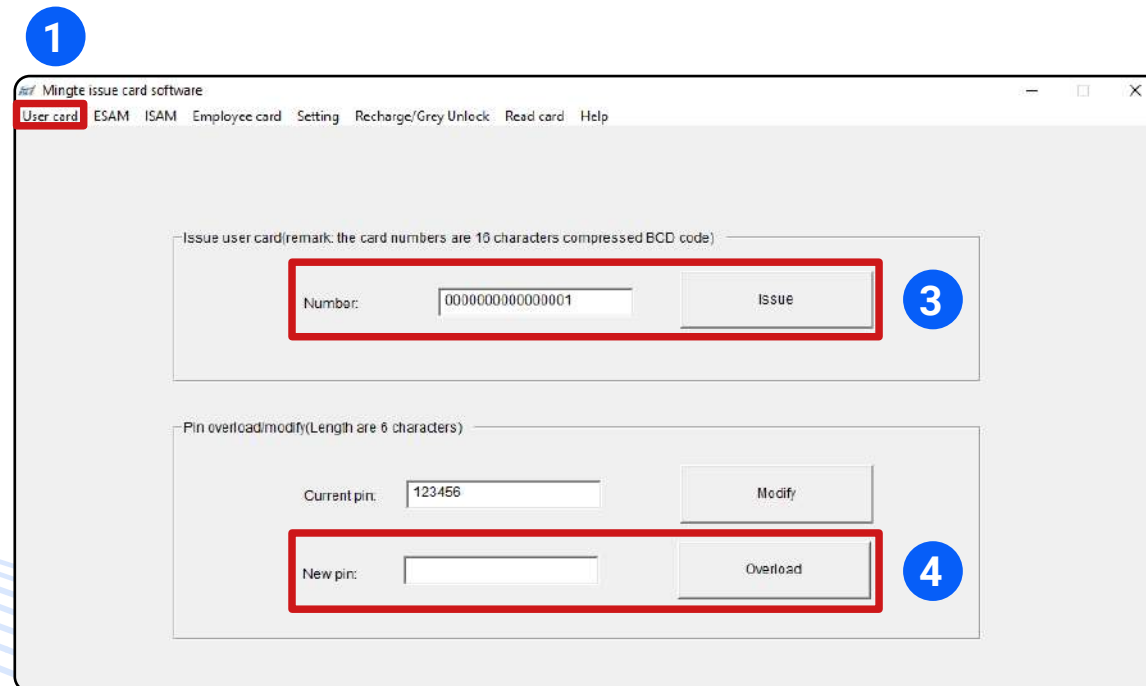 1
Mingte issue card software
User card ESAM ISAM Employee card Setting Recharge/Grey Unlock Read card Help
Issue user card(remark: the card numbers are 16 characters compressed BCD code)
Number: 0000000000000001 Issue 3
Pin overload/modify(Length are 6 characters)
Current pin: 123456 Modify
New pin: Overload 4